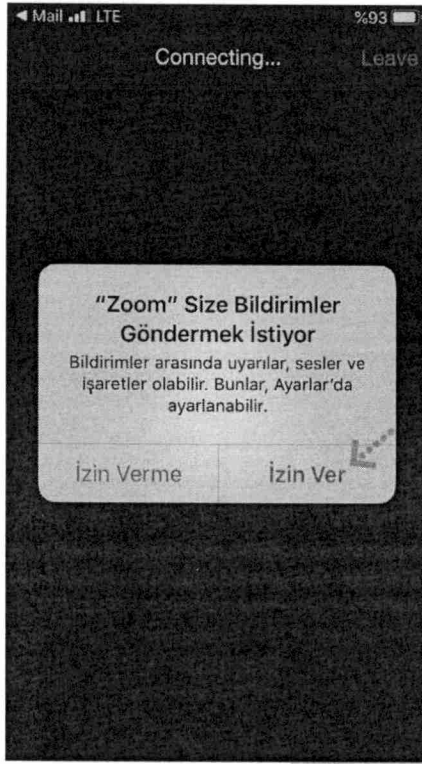 ◀ Mail LTE %93
Connecting... Leave
“Zoom” Size Bildirimler
Göndermek İstiyor
Bildirimler arasında uyarılar, sesler ve
işaretler olabilir. Bunlar, Ayarlar’da
ayarlanabilir.
İzin Verme İzin Ver